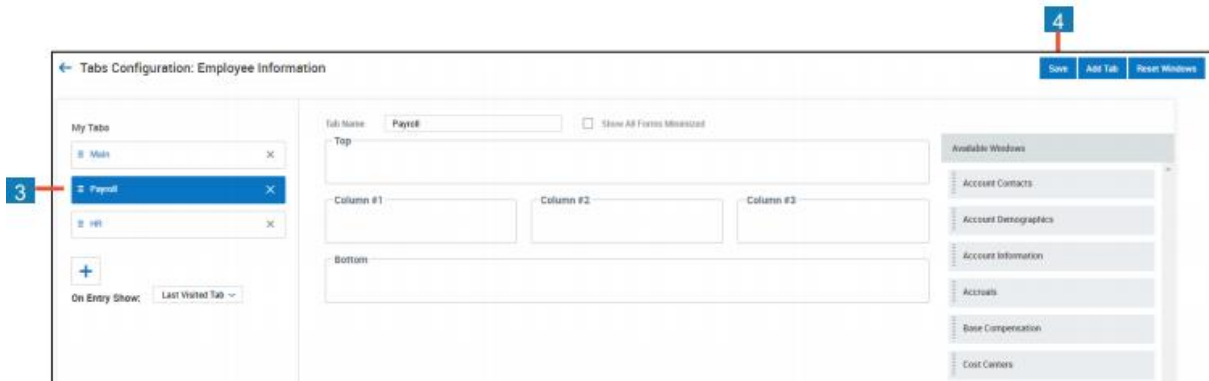 4
← Tabs Configuration: Employee Information
Save Add Tab Reset Windows
My Tabs
Main
Payroll
HR
+
On Entry Show: Last Visited Tab
3
Tab Name Payroll Show All Forms Minimized
Top
Column #1 Column #2 Column #3
Bottom
Available Windows
Account Contacts
Account Demographics
Account Information
Accruals
Base Compensation
Cost Centers